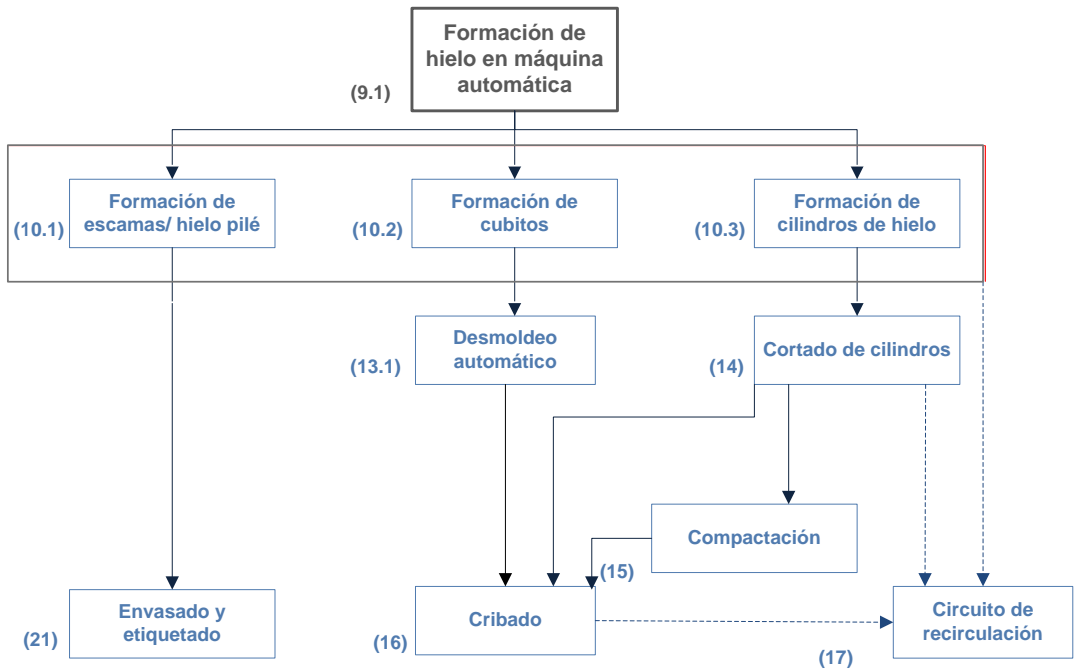 Formación de
hielo en máquina
automática
(9.1)
Formación de
escamas/ hielo pilé
(10.1)
Formación de
cubitos
(10.2)
Formación de
cilindros de hielo
(10.3)
Desmoldeo
automático
(13.1)
Cortado de cilindros
(14)
Compactación
(15)
Envasado y
etiquetado
(21)
Cribado
(16)
Circuito de
recirculación
(17)